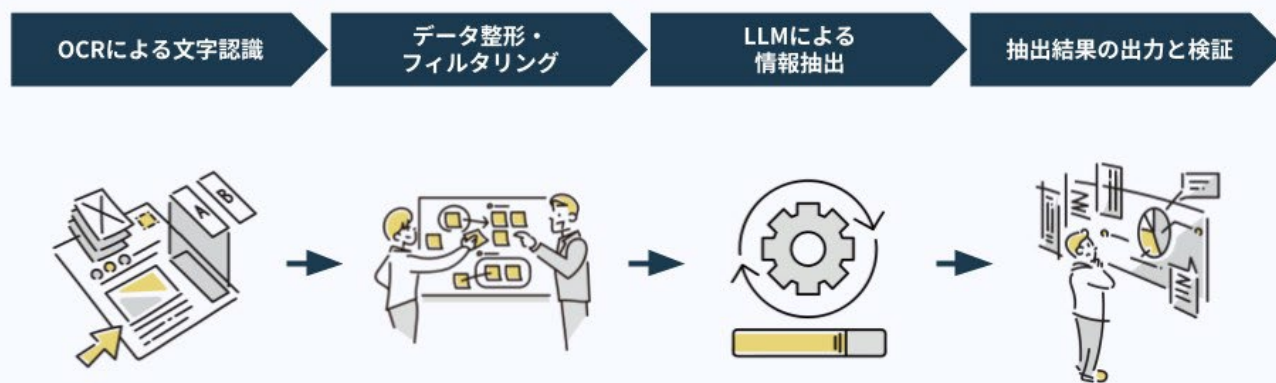 OCRによる文字認識
データ整形・
フィルタリング
LLMによる
情報抽出
抽出結果の出力と検証
A
B